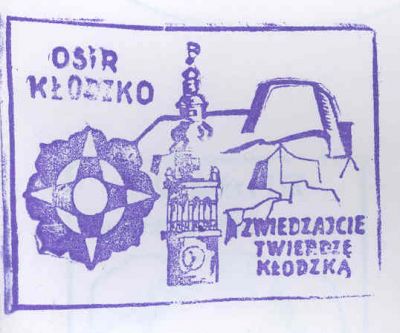 OSiR
KŁODZKO
ZWIEDZAJCIE
TWIERDZĘ
KŁODZKĄ